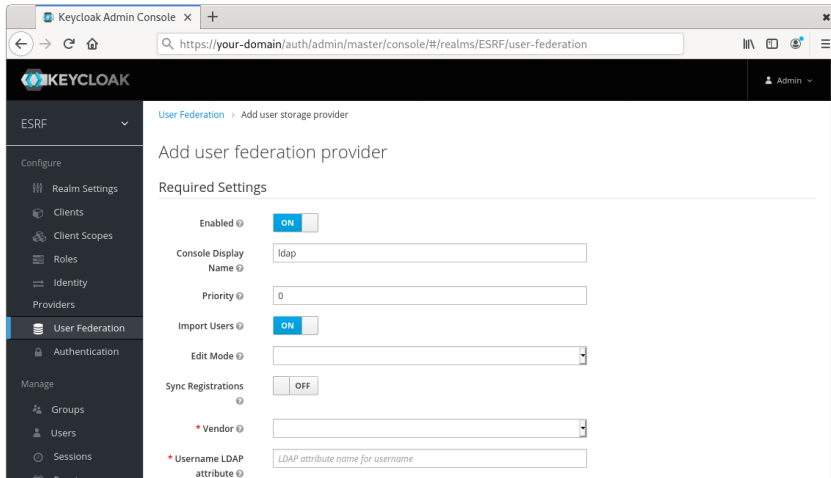 Keycloak Admin Console × +
https://your-domain/auth/admin/master/console/#/realms/ESRF/user-federation
KEYCLOAK
Admin
ESRF
User Federation > Add user storage provider
Add user federation provider
Configure
Required Settings
Realm Settings
Clients
Enabled ON
Client Scopes
Console Display
Name
ldap
Roles
Identity
Providers
Priority 0
User Federation
Import Users ON
Authentication
Edit Mode
Manage
Sync Registrations OFF
Groups
Users
* Vendor
Sessions
* Username LDAP
attribute
LDAP attribute name for username